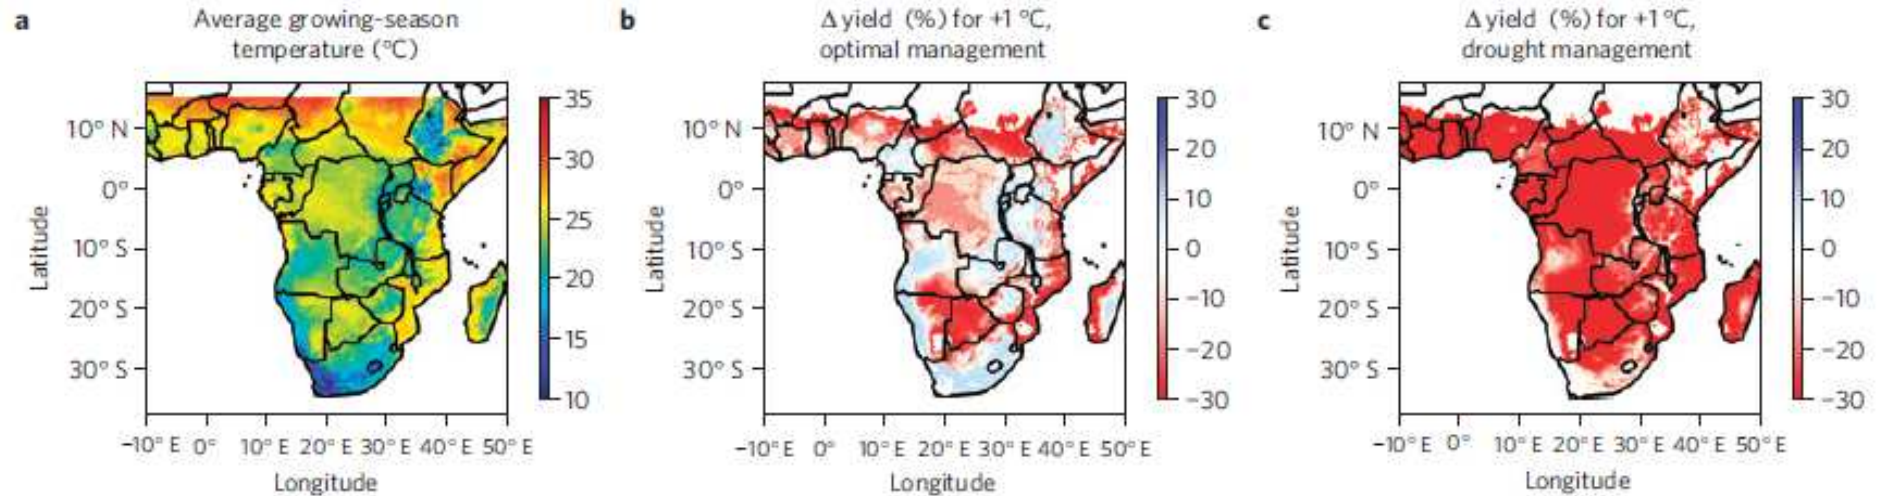 a
Average growing-season
temperature (°C)
35
30
25
20
15
10
10° N
0°
10° S
20° S
30° S
Latitude
−10° E 0° 10° E 20° E 30° E 40° E 50° E
Longitude
b
Δ yield (%) for +1 °C,
optimal management
30
20
10
0
−10
−20
−30
10° N
0°
10° S
20° S
30° S
Latitude
−10° E 0° 10° E 20° E 30° E 40° E 50° E
Longitude
c
Δ yield (%) for +1 °C,
drought management
30
20
10
0
−10
−20
−30
10° N
0°
10° S
20° S
30° S
Latitude
−10° E 0° 10° E 20° E 30° E 40° E 50° E
Longitude